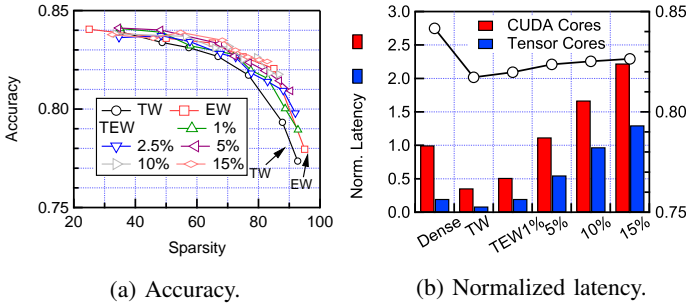 0.85
0.80
0.75
Accuracy
TW
EW
TEW
1%
2.5%
5%
10%
15%
TW
EW
20
40
60
80
100
Sparsity
(a) Accuracy.
3.0
2.5
2.0
1.5
1.0
0.5
0.0
Norm. Latency
CUDA Cores
Tensor Cores
0.85
0.80
0.75
Dense
TW
TEW1%
5%
10%
15%
(b) Normalized latency.